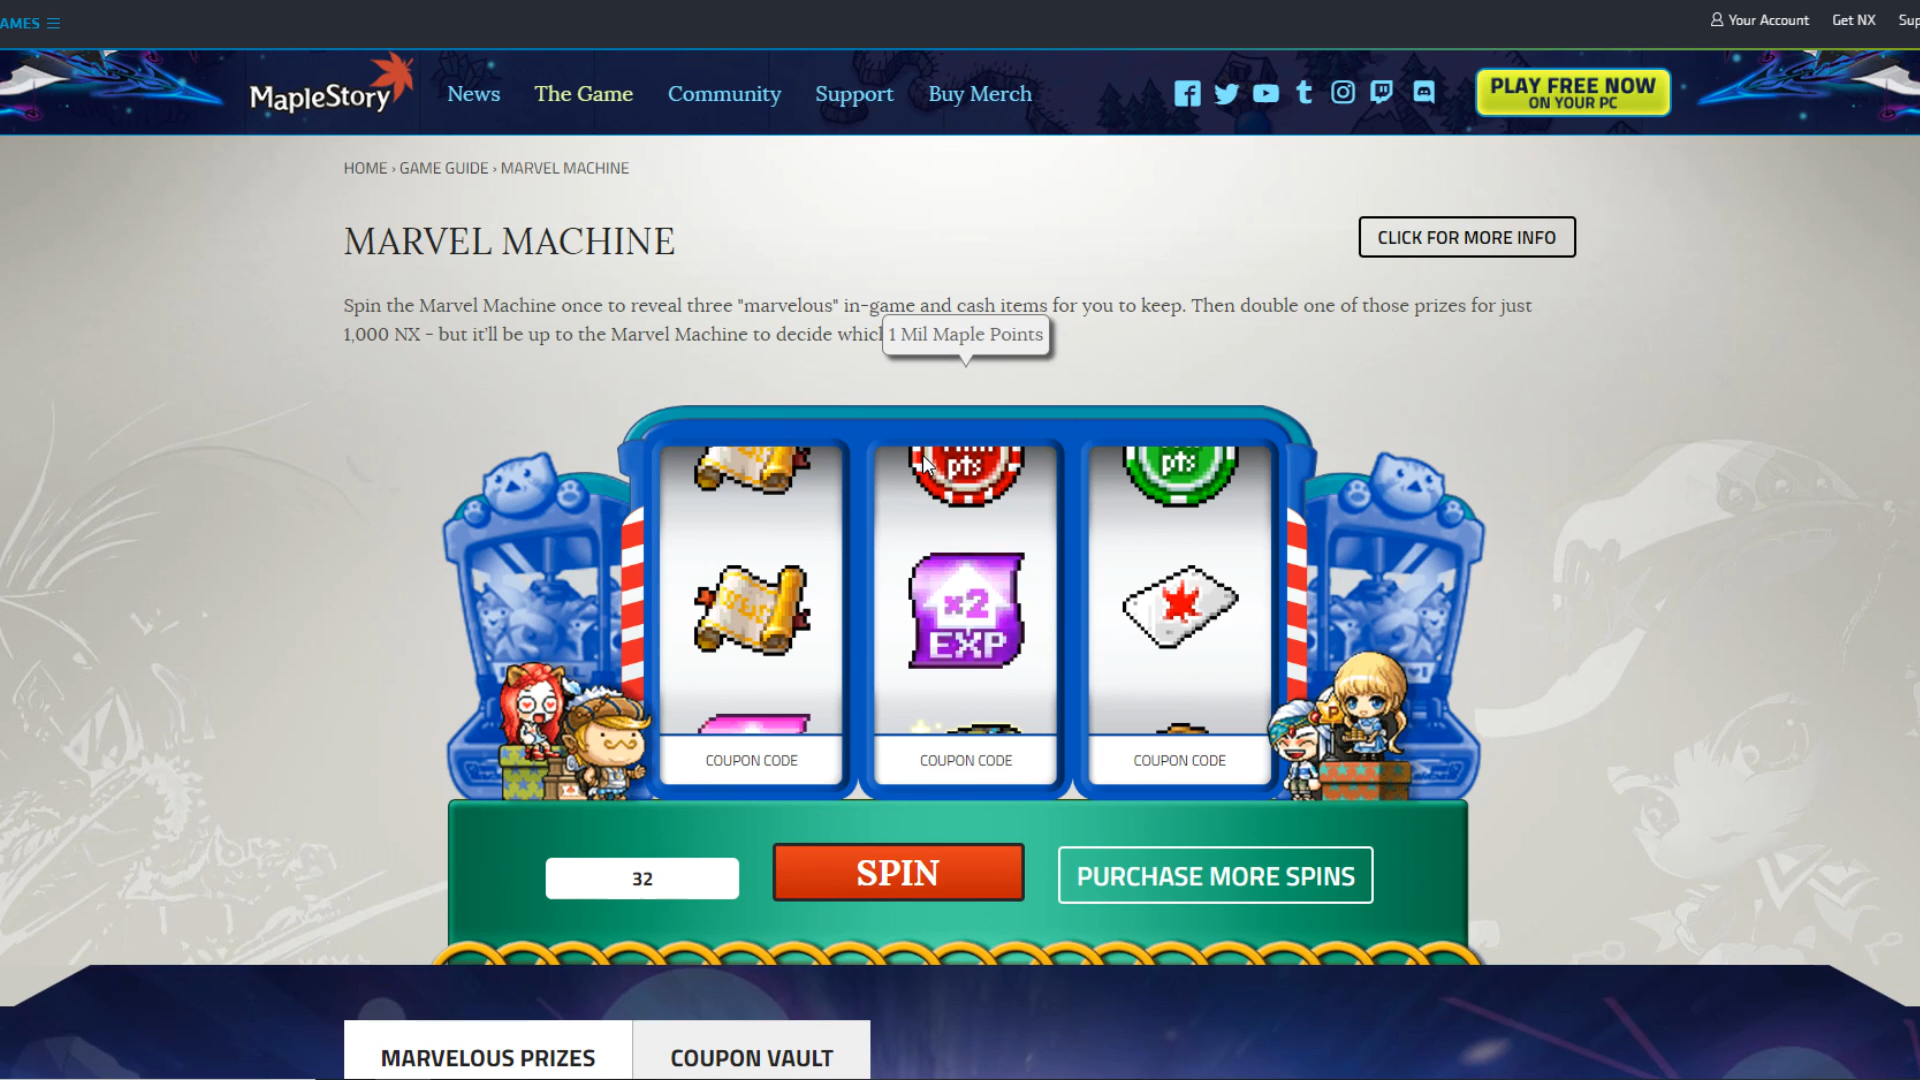 AMES
Your Account Get NX Sup
MapleStory News The Game Community Support Buy Merch
PLAY FREE NOW
ON YOUR PC
HOME › GAME GUIDE › MARVEL MACHINE
MARVEL MACHINE
CLICK FOR MORE INFO
Spin the Marvel Machine once to reveal three "marvelous" in-game and cash items for you to keep. Then double one of those prizes for just
1,000 NX - but it'll be up to the Marvel Machine to decide which
1 Mil Maple Points
pts pts
x2
EXP
COUPON CODE COUPON CODE COUPON CODE
32 SPIN PURCHASE MORE SPINS
MARVELOUS PRIZES COUPON VAULT